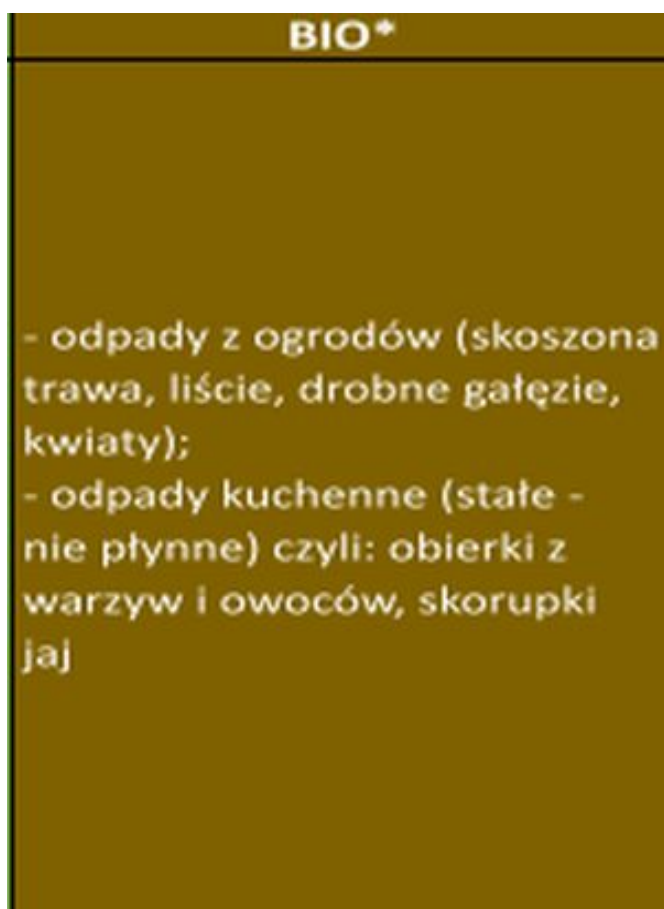 BIO*
- odpady z ogrodów (skoszona
trawa, liście, drobne gałęzie,
kwiaty);
- odpady kuchenne (stałe -
nie płynne) czyli: obierki z
warzyw i owoców, skorupki
jaj